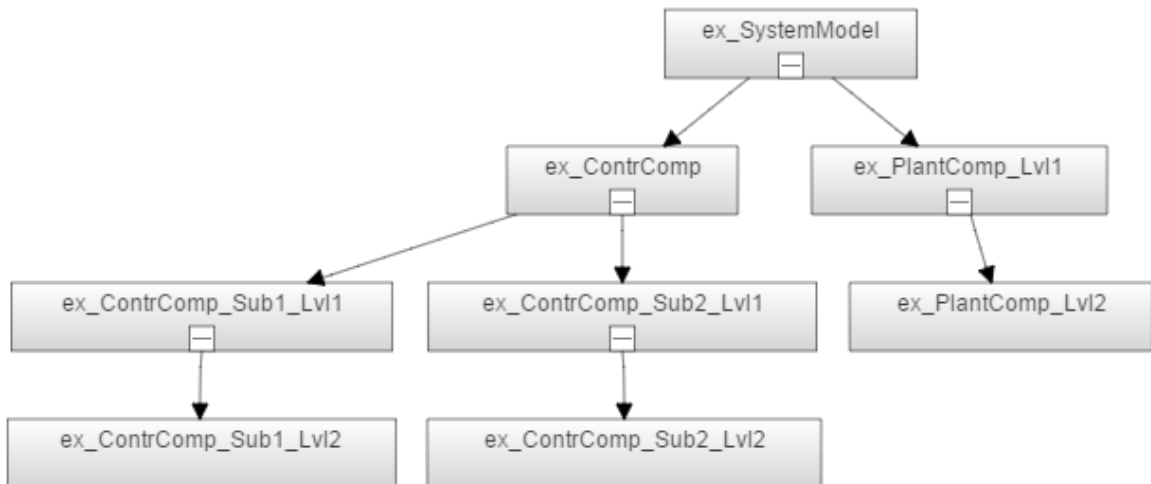 ex_SystemModel
ex_ContrComp
ex_PlantComp_Lvl1
ex_ContrComp_Sub1_Lvl1
ex_ContrComp_Sub2_Lvl1
ex_PlantComp_Lvl2
ex_ContrComp_Sub1_Lvl2
ex_ContrComp_Sub2_Lvl2